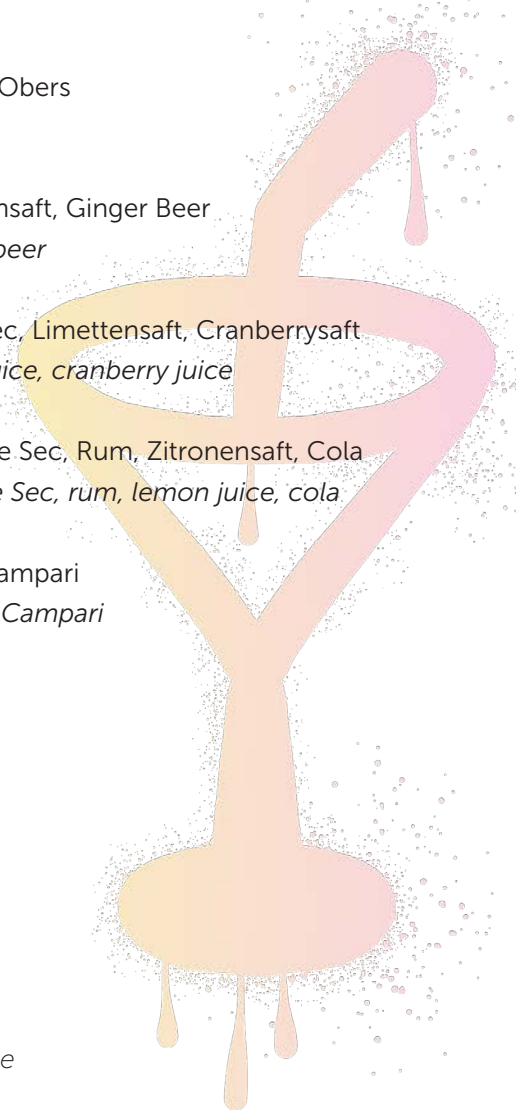 Obers
nsaft, Ginger Beer
beer
ec, Limettensaft, Cranberrysaft
uice, cranberry juice
e Sec, Rum, Zitronensaft, Cola
e Sec, rum, lemon juice, cola
ampari
Campari
e